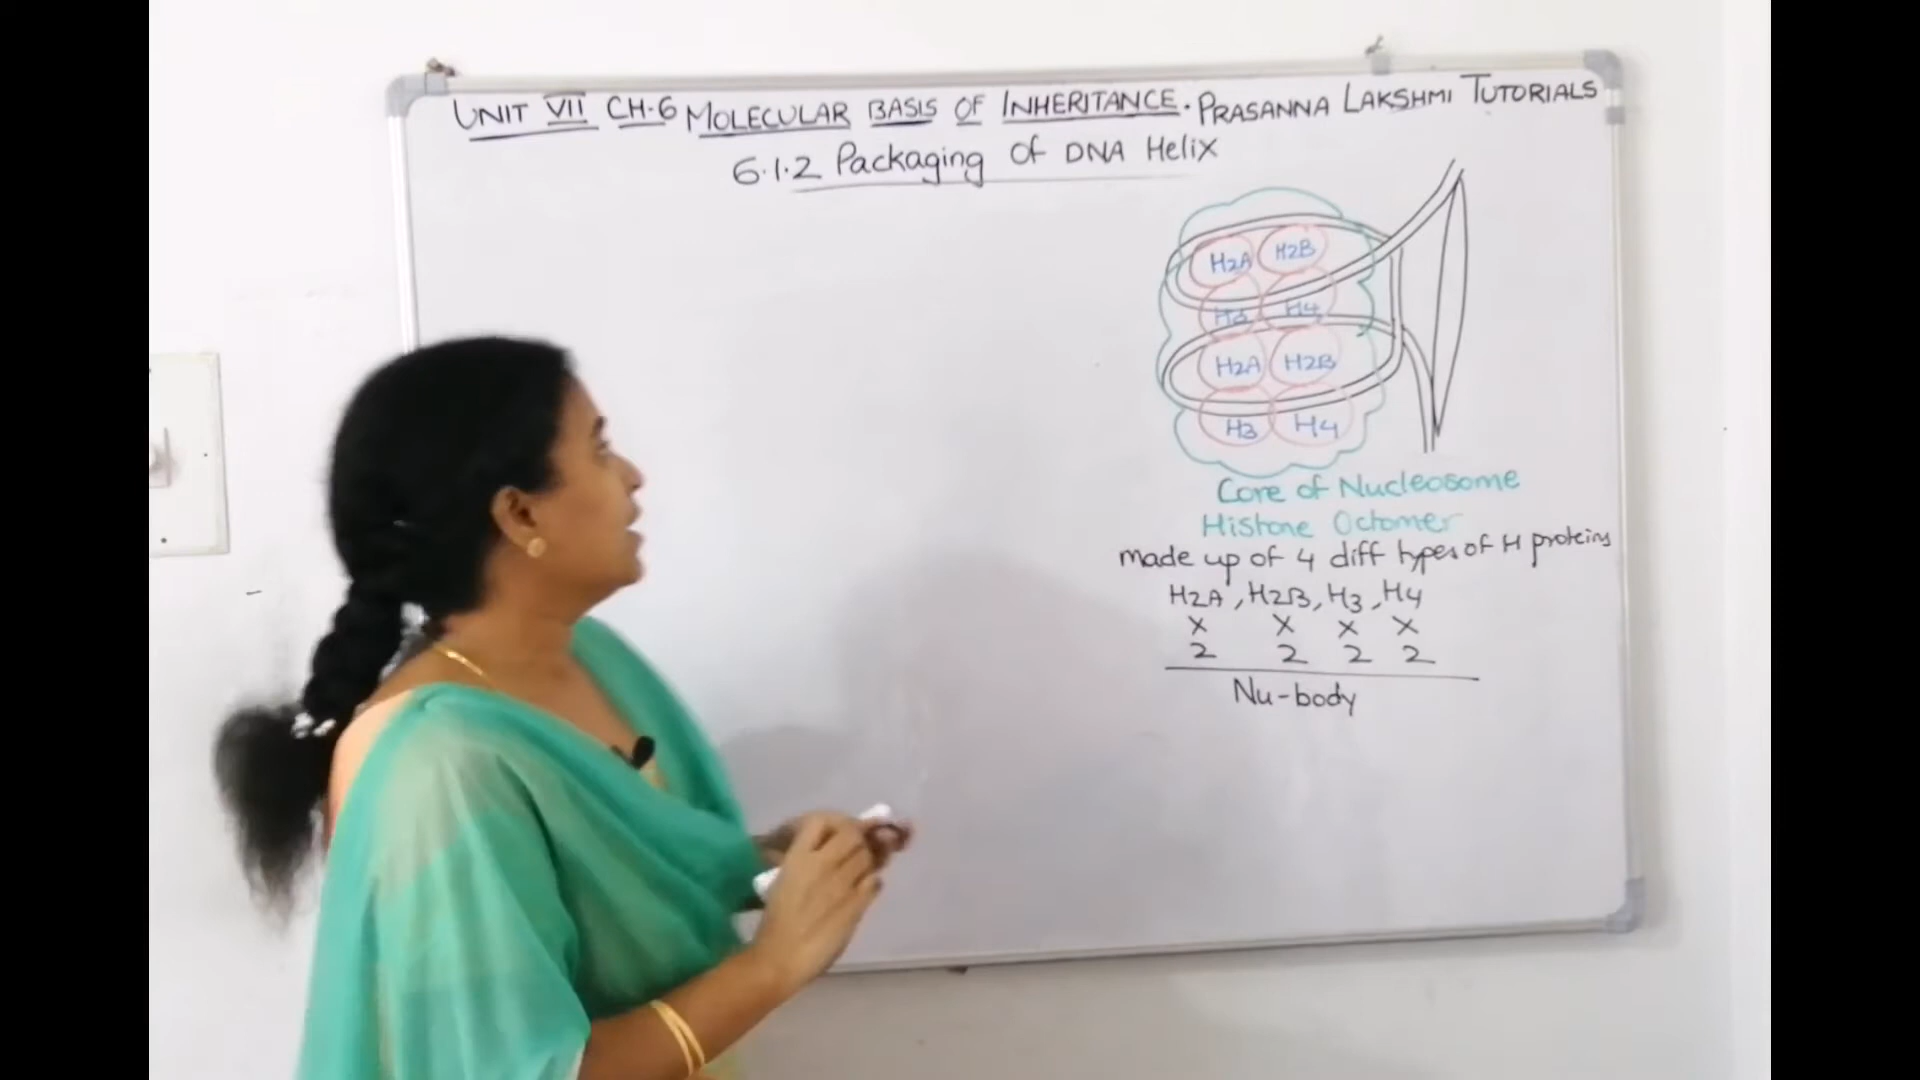 UNIT VII CH-6 MOLECULAR BASIS OF INHERITANCE. PRASANNA LAKSHMI TUTORIALS
6.1.2 Packaging Of DNA Helix
H2A H2B
H3 H4
H2A H2B
H3 H4
Core of Nucleosome
Histone Octomer
made up of 4 diff types of H proteins
H2A, H2B, H3, H4
X X X X
2 2 2 2
Nu-body